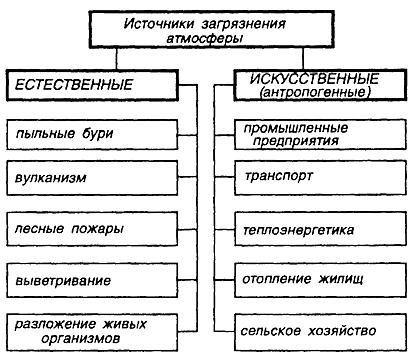 Источники загрязнения
атмосферы
ЕСТЕСТВЕННЫЕ
пыльные бури
вулканизм
лесные пожары
выветривание
разложение живых
организмов
ИСКУССТВЕННЫЕ
(антропогенные)
промышленные
предприятия
транспорт
теплоэнергетика
отопление жилищ
сельское хозяйство